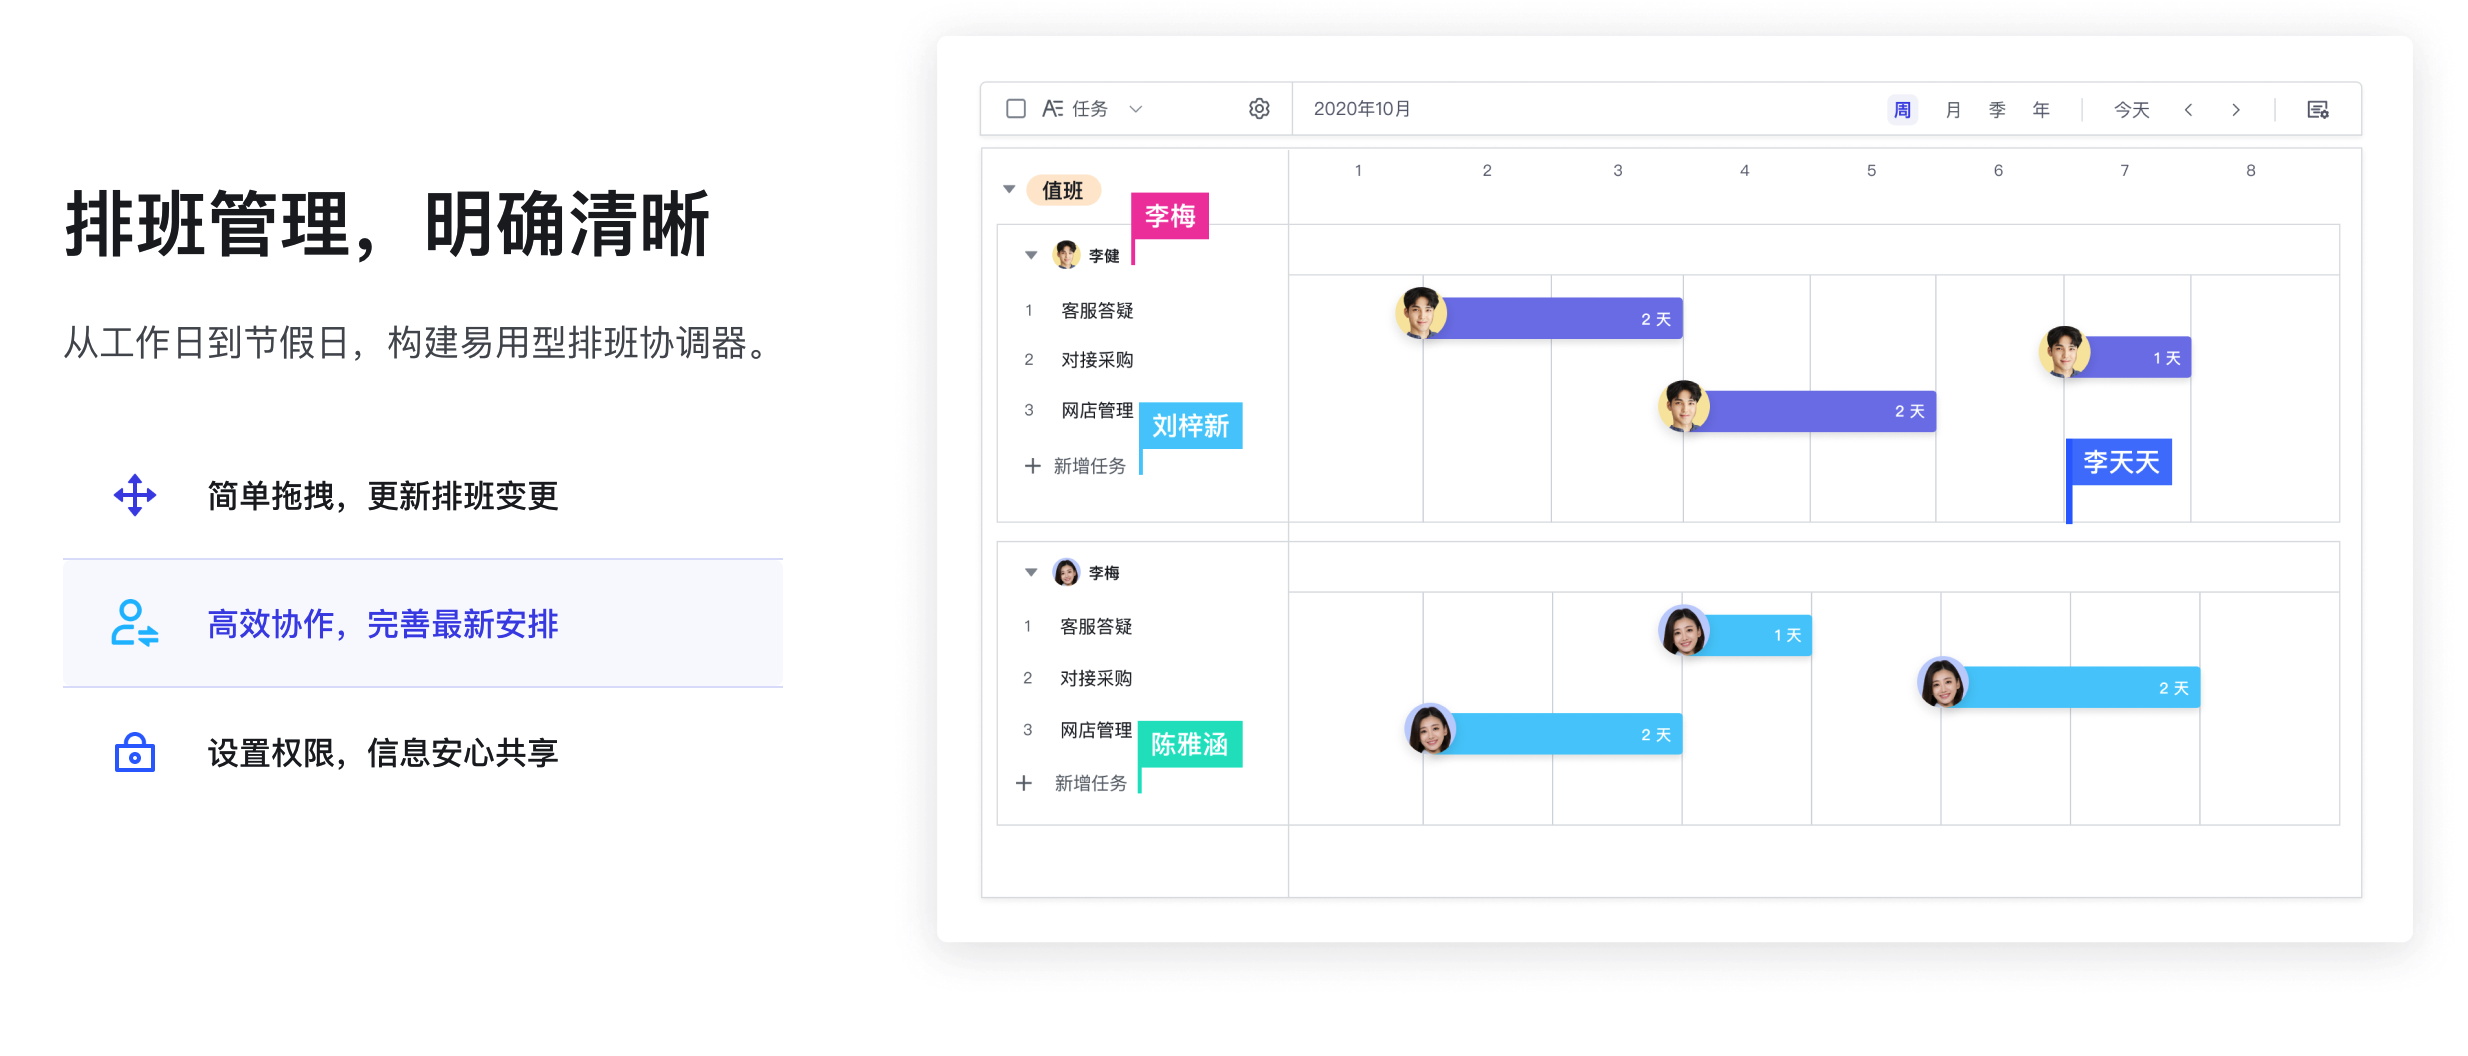 排班管理，明确清晰
从工作日到节假日，构建易用型排班协调器。
简单拖拽，更新排班变更
高效协作，完善最新安排
设置权限，信息安心共享
任务
2020年10月
周 月 季 年 今天
1 2 3 4 5 6 7 8
值班
李梅
李健
1 客服答疑
2 天
2 对接采购
1 天
3 网店管理
2 天
刘梓新
李天天
新增任务
李梅
1 客服答疑
1 天
2 对接采购
2 天
3 网店管理
2 天
陈雅涵
新增任务